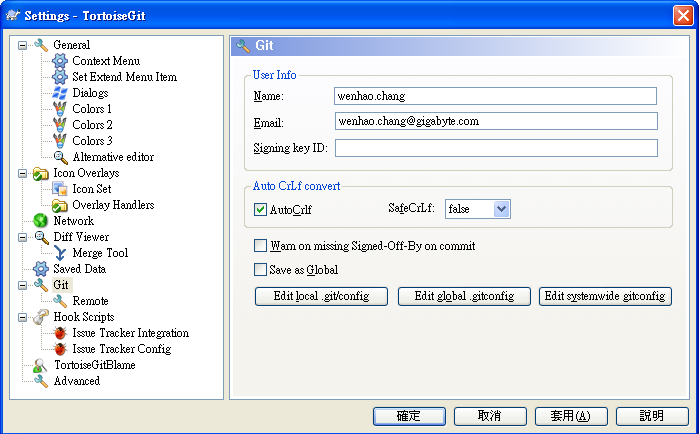 Settings - TortoiseGit
General
Context Menu
Set Extend Menu Item
Dialogs
Colors 1
Colors 2
Colors 3
Alternative editor
Icon Overlays
Icon Set
Overlay Handlers
Network
Diff Viewer
Merge Tool
Saved Data
Git
Remote
Hook Scripts
Issue Tracker Integration
Issue Tracker Config
TortoiseGitBlame
Advanced
Git
User Info
Name: wenhao.chang
Email: wenhao.chang@gigabyte.com
Signing key ID:
Auto CrLf convert
AutoCrlf SafeCrLf: false
Warn on missing Signed-Off-By on commit
Save as Global
Edit local .git/config Edit global .gitconfig Edit systemwide gitconfig
確定 取消 套用(A) 說明